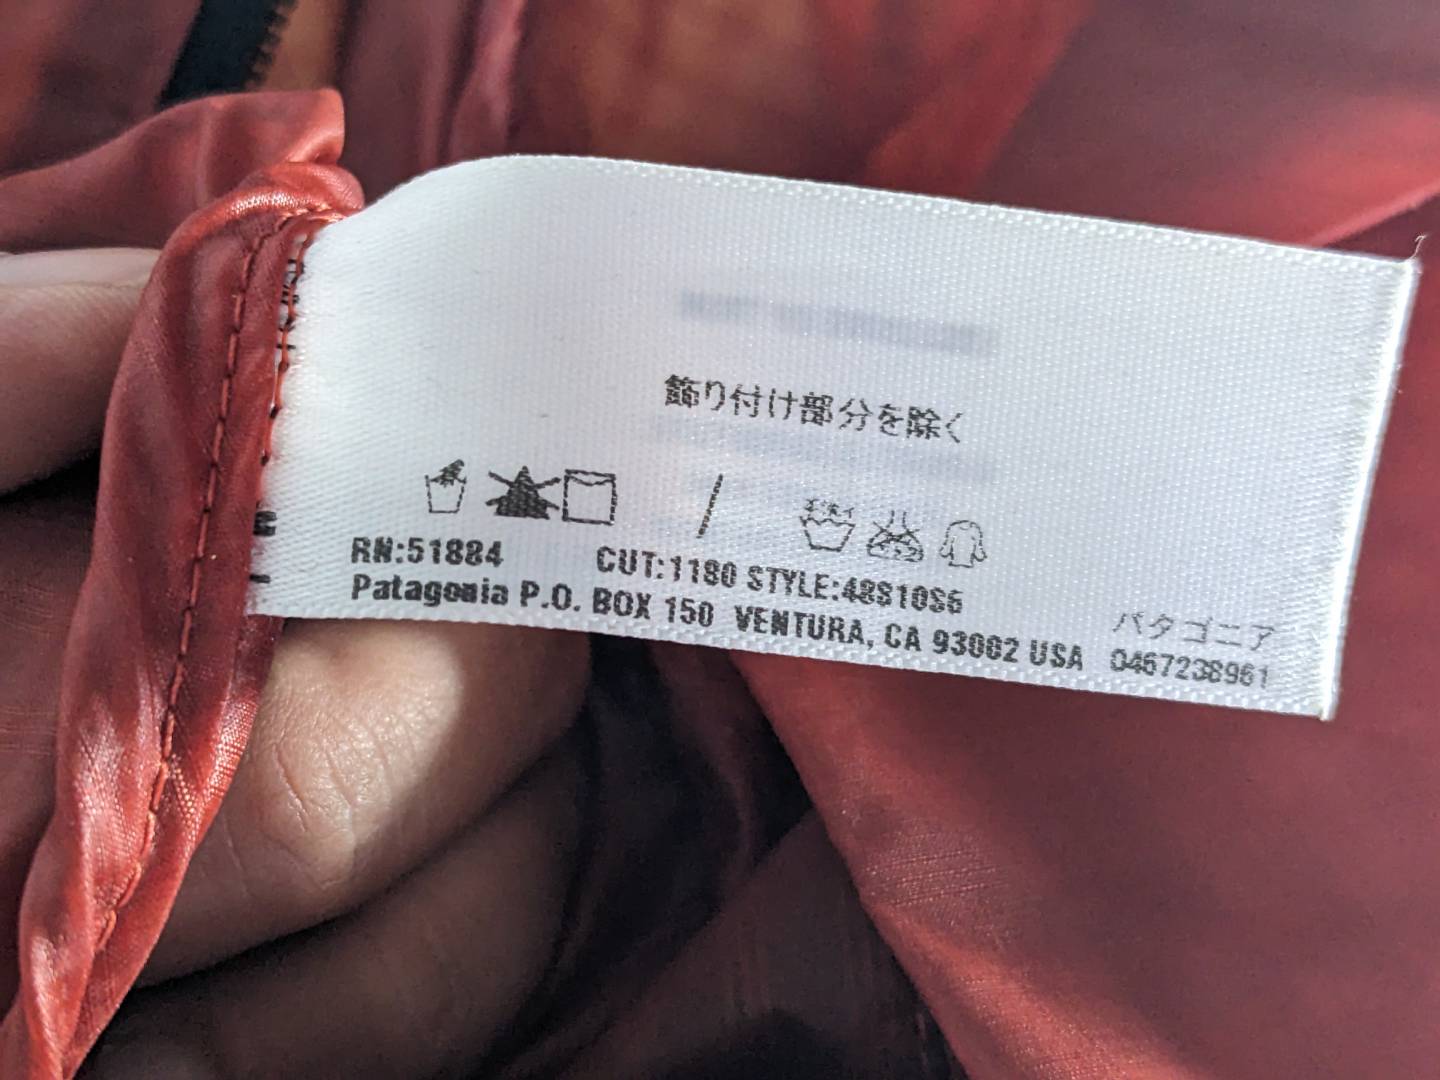 飾り付け部分を除く
RN:51884 CUT:1180 STYLE:48S10S6
Patagonia P.O. BOX 150 VENTURA, CA 93002 USA
パタゴニア
0467238961